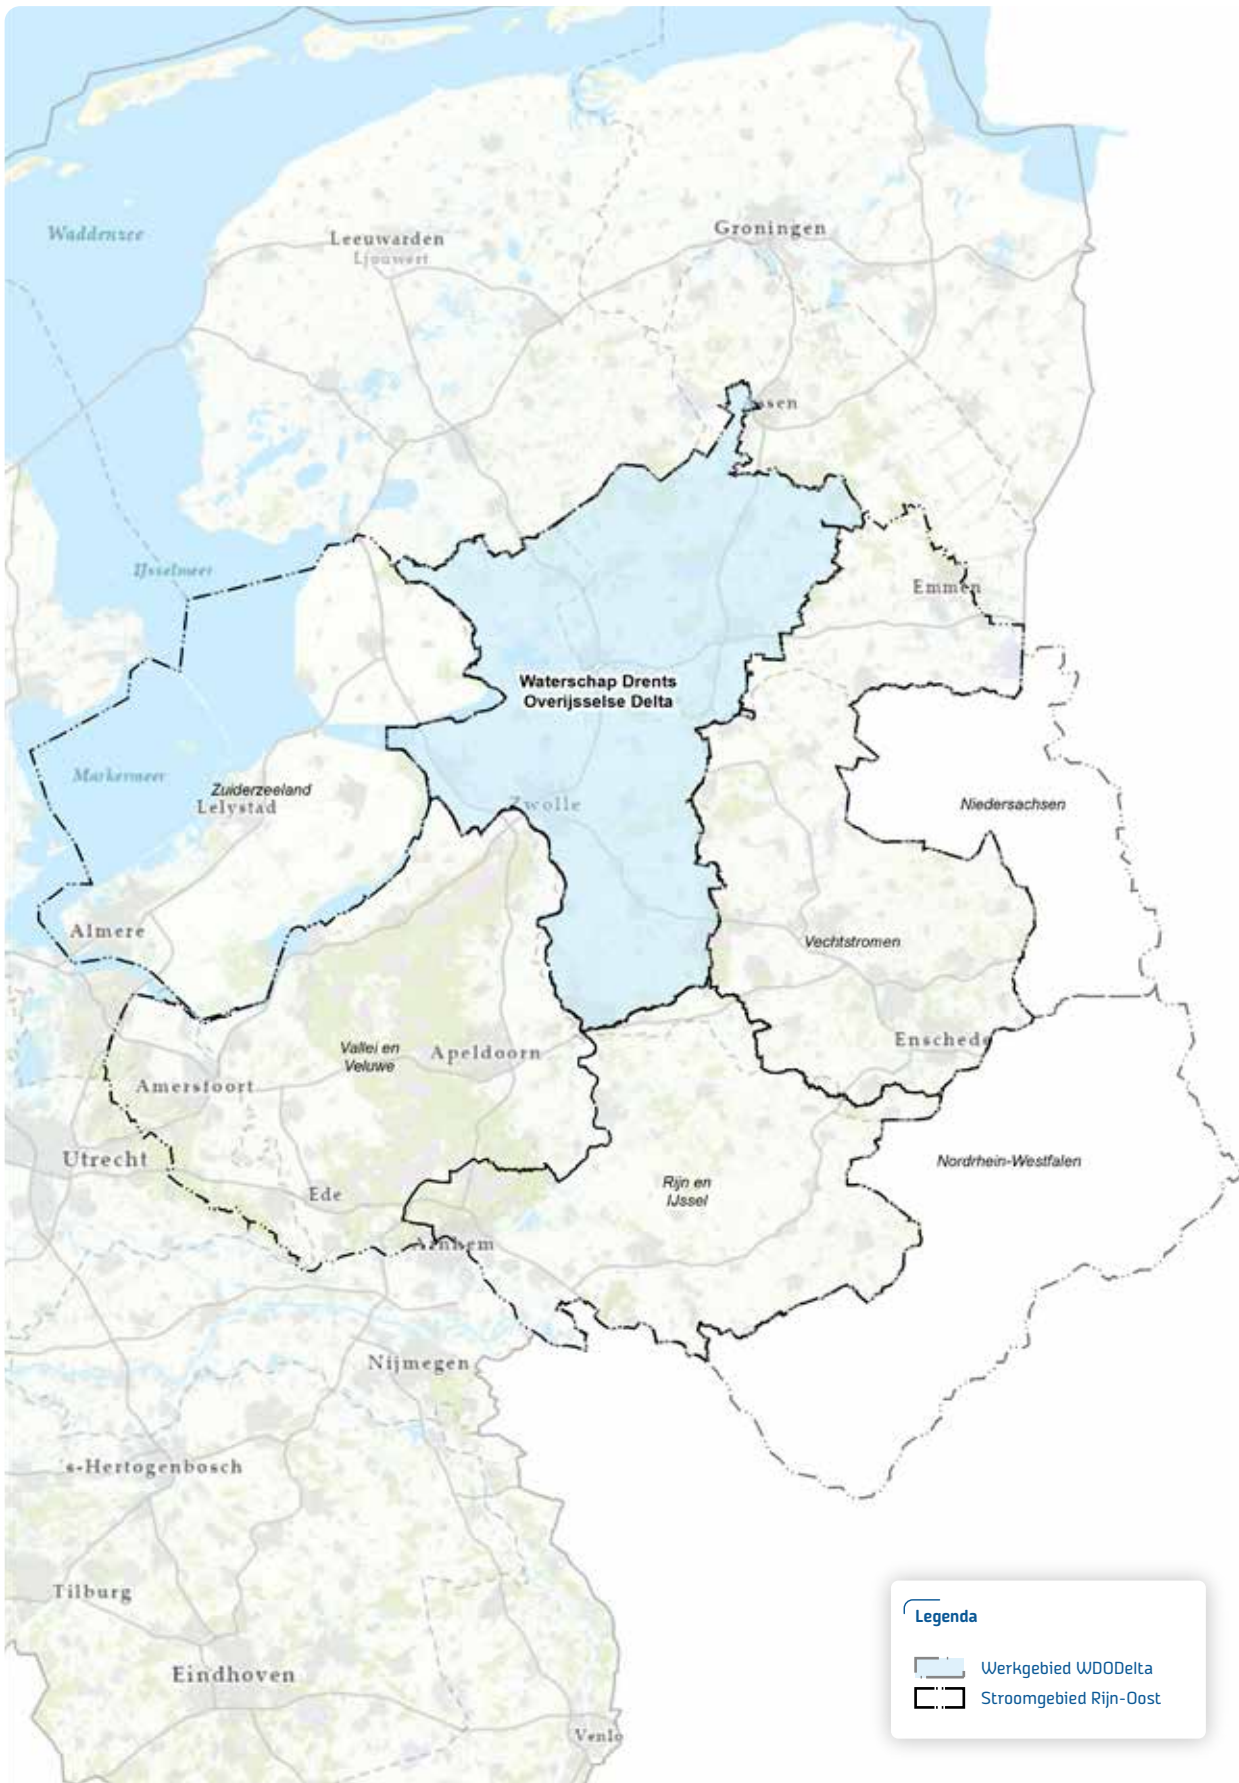 Waddenzee
Leeuwarden
Ljouwert
Groningen
ssen
IJsselmeer
Emmen
Waterschap Drents
Overijsselse Delta
Markermeer
Zuiderzeeland
Lelystad
Zwolle
Niedersachsen
Almere
Vechtstromen
Enschede
Vallei en
Veluwe
Apeldoorn
Amersfoort
Utrecht
Nordrhein-Westfalen
Rijn en
IJssel
Ede
Arnhem
Nijmegen
's-Hertogenbosch
Tilburg
Eindhoven
Venlo
Legenda
Werkgebied WDODelta
Stroomgebied Rijn-Oost